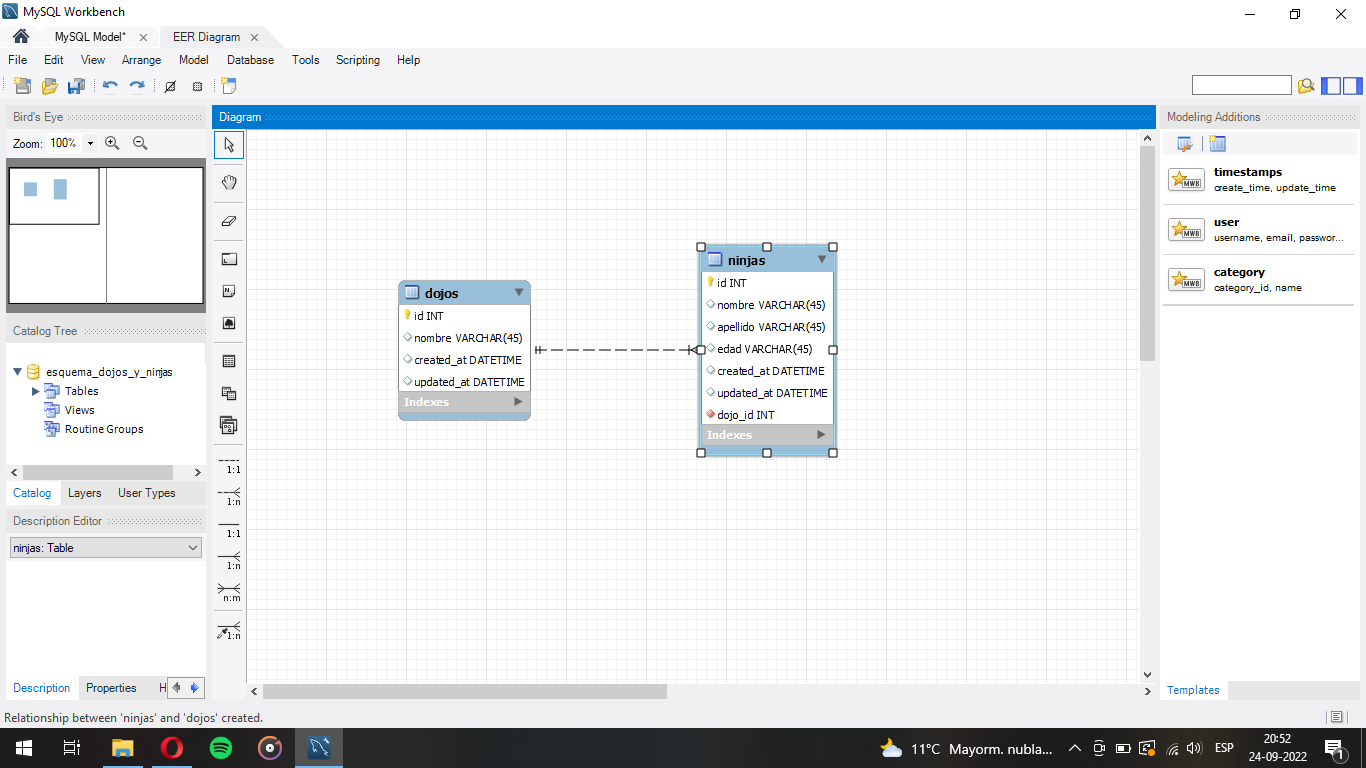 MySQL Workbench
MySQL Model*
EER Diagram
File Edit View Arrange Model Database Tools Scripting Help
Bird's Eye
Zoom: 100%
Catalog Tree
esquema_dojos_y_ninjas
Tables
Views
Routine Groups
Catalog Layers User Types
Description Editor
ninjas: Table
Description Properties H
Diagram
1:1
1:n
1:1
1:n
n:m
1:n
dojos
id INT
nombre VARCHAR(45)
created_at DATETIME
updated_at DATETIME
Indexes
ninjas
id INT
nombre VARCHAR(45)
apellido VARCHAR(45)
edad VARCHAR(45)
created_at DATETIME
updated_at DATETIME
dojo_id INT
Indexes
Modeling Additions
MWB
timestamps
create_time, update_time
MWB
user
username, email, passwor...
MWB
category
category_id, name
Templates
Relationship between 'ninjas' and 'dojos' created.
11°C Mayorm. nubla...
ESP
20:52
24-09-2022
1